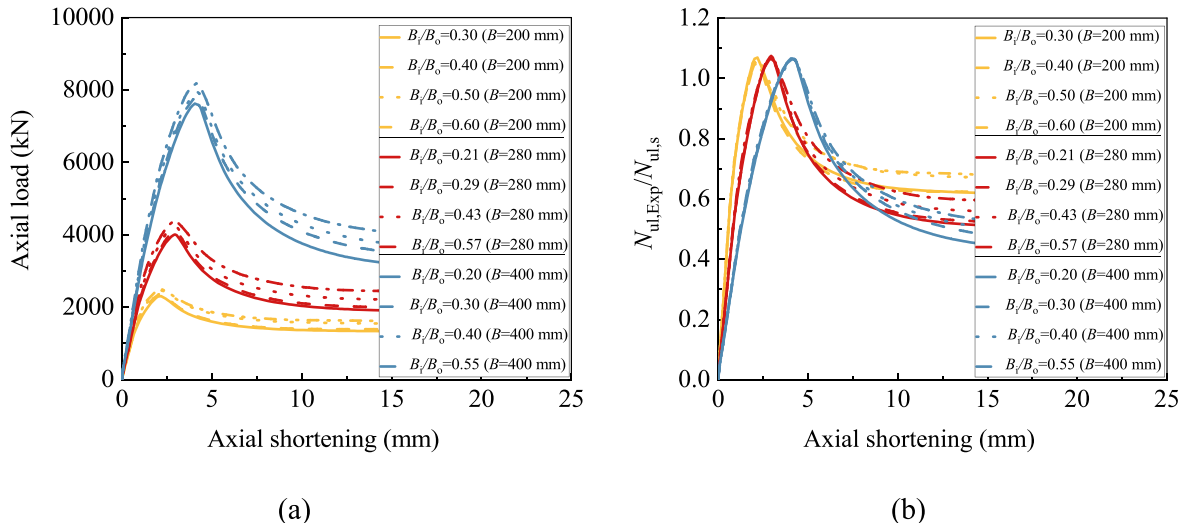 10000
8000
6000
4000
2000
0
Axial load (kN)
0 5 10 15 20 25
Axial shortening (mm)
Bi/Bo=0.30 (B=200 mm)
Bi/Bo=0.40 (B=200 mm)
Bi/Bo=0.50 (B=200 mm)
Bi/Bo=0.60 (B=200 mm)
Bi/Bo=0.21 (B=280 mm)
Bi/Bo=0.29 (B=280 mm)
Bi/Bo=0.43 (B=280 mm)
Bi/Bo=0.57 (B=280 mm)
Bi/Bo=0.20 (B=400 mm)
Bi/Bo=0.30 (B=400 mm)
Bi/Bo=0.40 (B=400 mm)
Bi/Bo=0.55 (B=400 mm)
(a)
1.2
1.0
0.8
0.6
0.4
0.2
0.0
Nul,Exp/Nul,s
0 5 10 15 20 25
Axial shortening (mm)
Bi/Bo=0.30 (B=200 mm)
Bi/Bo=0.40 (B=200 mm)
Bi/Bo=0.50 (B=200 mm)
Bi/Bo=0.60 (B=200 mm)
Bi/Bo=0.21 (B=280 mm)
Bi/Bo=0.29 (B=280 mm)
Bi/Bo=0.43 (B=280 mm)
Bi/Bo=0.57 (B=280 mm)
Bi/Bo=0.20 (B=400 mm)
Bi/Bo=0.30 (B=400 mm)
Bi/Bo=0.40 (B=400 mm)
Bi/Bo=0.55 (B=400 mm)
(b)